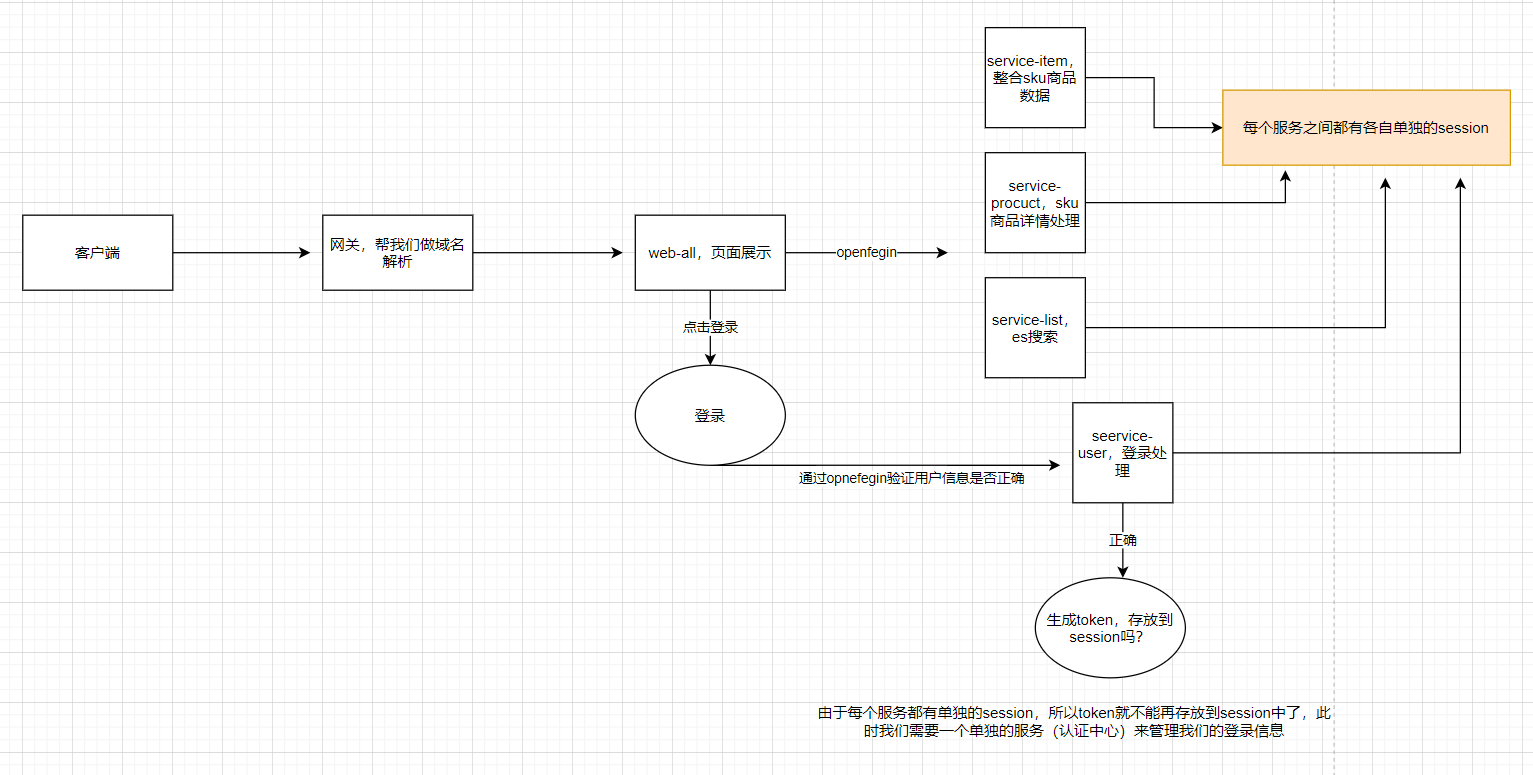 service-item，
整合sku商品
数据
每个服务之间都有各自单独的session
service-
procuct，sku
商品详情处理
客户端
网关，帮我们做域名
解析
web-all，页面展示
openfegin
点击登录
service-list，
es搜索
登录
seervice-
user，登录处
理
通过opnefegin验证用户信息是否正确
正确
生成token，存放到
session吗？
由于每个服务都有单独的session，所以token就不能再存放到session中了，此
时我们需要一个单独的服务（认证中心）来管理我们的登录信息